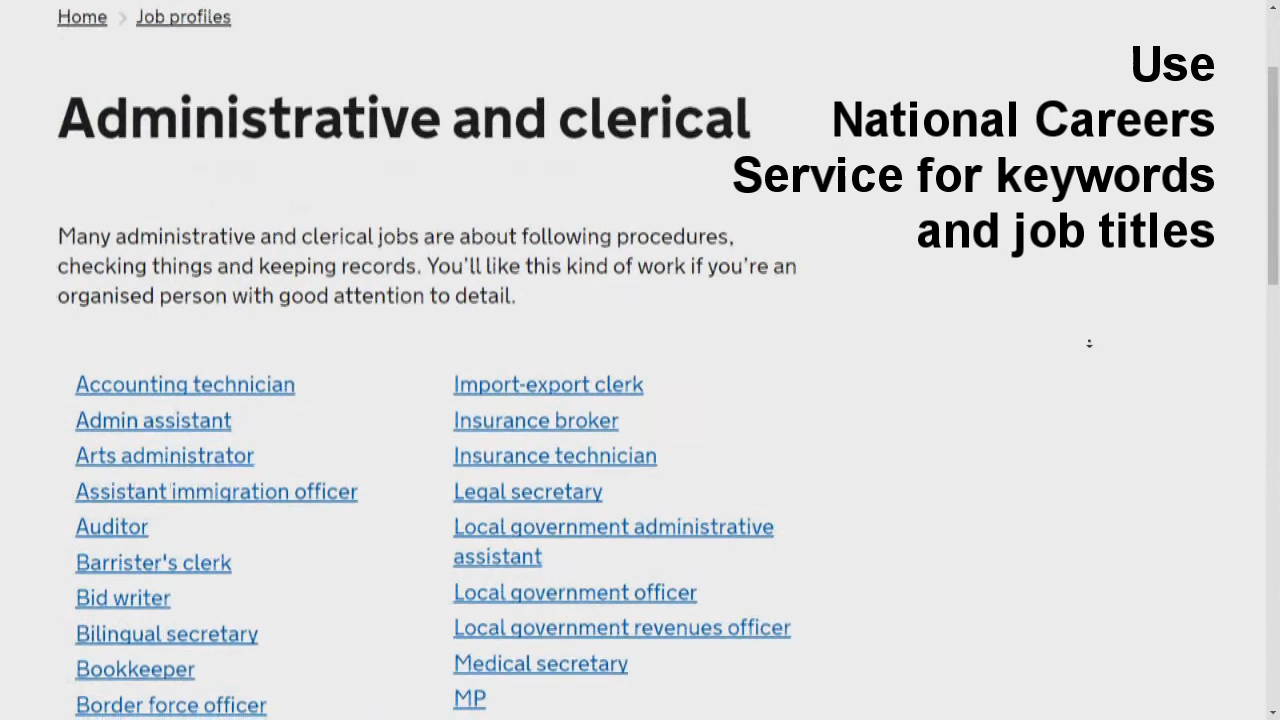 Home > Job profiles
Use
National Careers
Service for keywords
and job titles
Administrative and clerical
Many administrative and clerical jobs are about following procedures,
checking things and keeping records. You'll like this kind of work if you're an
organised person with good attention to detail.
Accounting technician
Admin assistant
Arts administrator
Assistant immigration officer
Auditor
Barrister's clerk
Bid writer
Bilingual secretary
Bookkeeper
Border force officer
Import-export clerk
Insurance broker
Insurance technician
Legal secretary
Local government administrative
assistant
Local government officer
Local government revenues officer
Medical secretary
MP